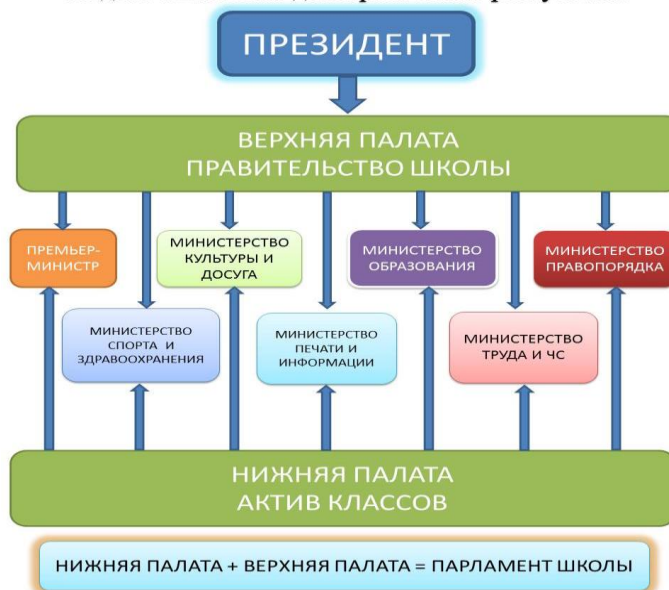 ПРЕЗИДЕНТ
ВЕРХНЯЯ ПАЛАТА
ПРАВИТЕЛЬСТВО ШКОЛЫ
ПРЕМЬЕР-
МИНИСТР
МИНИСТЕРСТВО
КУЛЬТУРЫ И
ДОСУГА
МИНИСТЕРСТВО
ОБРАЗОВАНИЯ
МИНИСТЕРСТВО
ПРАВОПОРЯДКА
МИНИСТЕРСТВО
СПОРТА И
ЗДРАВООХРАНЕНИЯ
МИНИСТЕРСТВО
ПЕЧАТИ И
ИНФОРМАЦИИ
МИНИСТЕРСТВО
ТРУДА И ЧС
НИЖНЯЯ ПАЛАТА
АКТИВ КЛАССОВ
НИЖНЯЯ ПАЛАТА + ВЕРХНЯЯ ПАЛАТА = ПАРЛАМЕНТ ШКОЛЫ